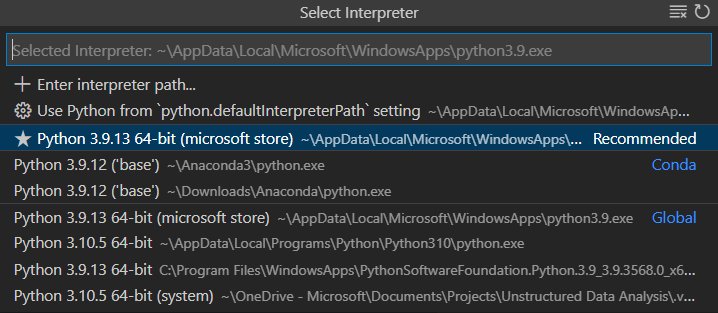 Select Interpreter
Selected Interpreter: ~\AppData\Local\Microsoft\WindowsApps\python3.9.exe
Enter interpreter path...
Use Python from `python.defaultInterpreterPath` setting ~\AppData\Local\Microsoft\WindowsAp...
Python 3.9.13 64-bit (microsoft store) ~\AppData\Local\Microsoft\WindowsApps\... Recommended
Python 3.9.12 ('base') ~\Anaconda3\python.exe Conda
Python 3.9.12 ('base') ~\Downloads\Anaconda\python.exe
Python 3.9.13 64-bit (microsoft store) ~\AppData\Local\Microsoft\WindowsApps\python3.9.exe Global
Python 3.10.5 64-bit ~\AppData\Local\Programs\Python\Python310\python.exe
Python 3.9.13 64-bit C:\Program Files\WindowsApps\PythonSoftwareFoundation.Python.3.9_3.9.3568.0_x6...
Python 3.10.5 64-bit (system) ~\OneDrive - Microsoft\Documents\Projects\Unstructured Data Analysis\.v...